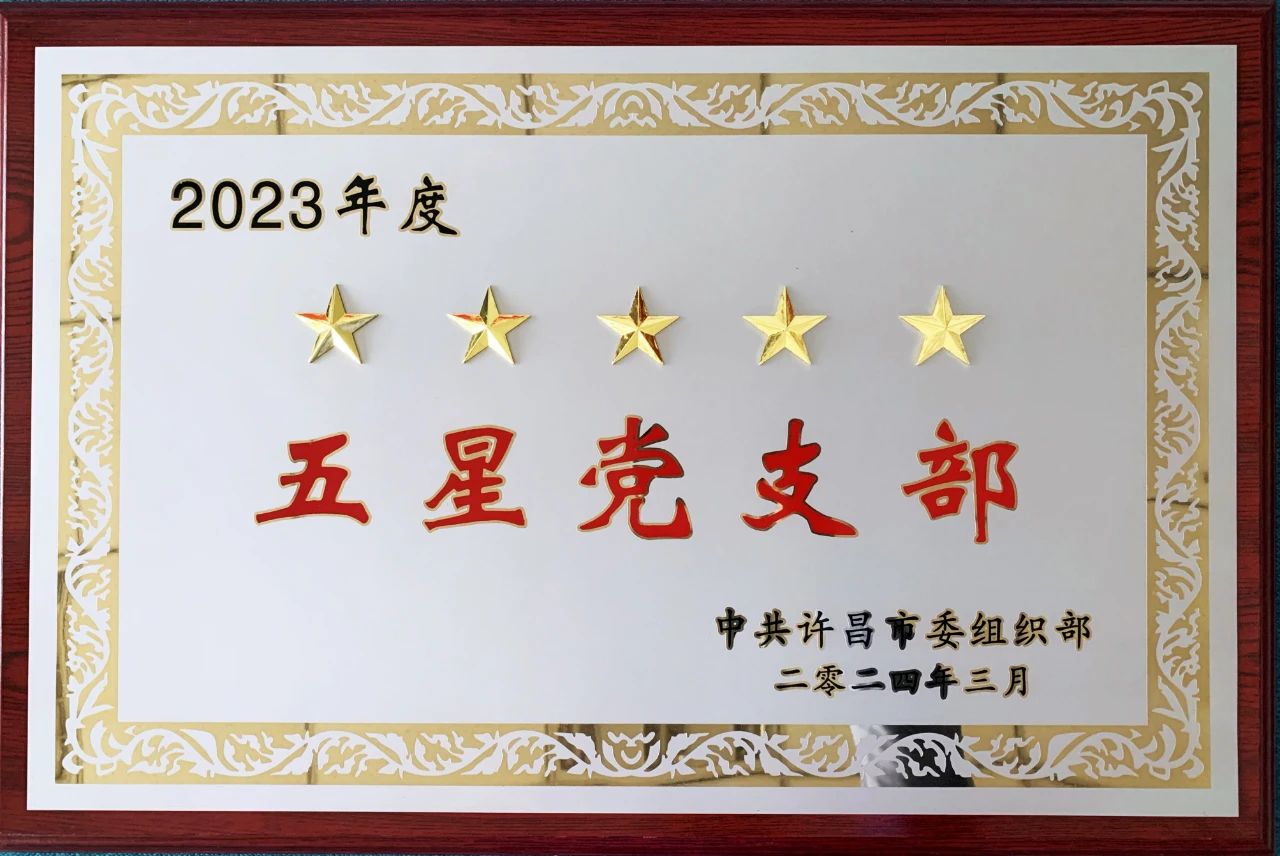 2023年度
五星党支部
中共许昌市委组织部
二零二四年三月